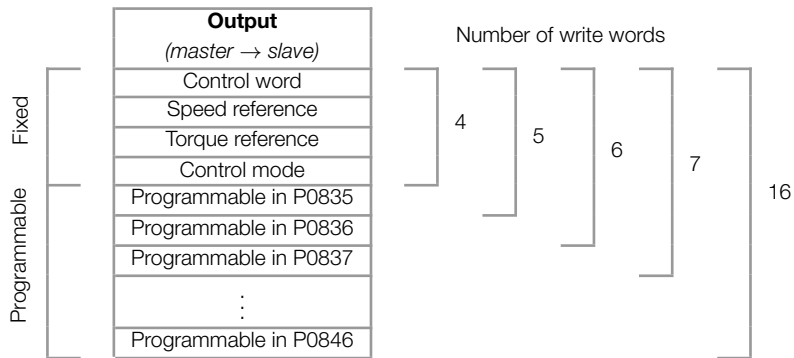 Output
(master → slave)
Number of write words
Fixed
Control word
Speed reference
Torque reference
Control mode
Programmable
Programmable in P0835
Programmable in P0836
Programmable in P0837
⋮
Programmable in P0846
4
5
6
7
16